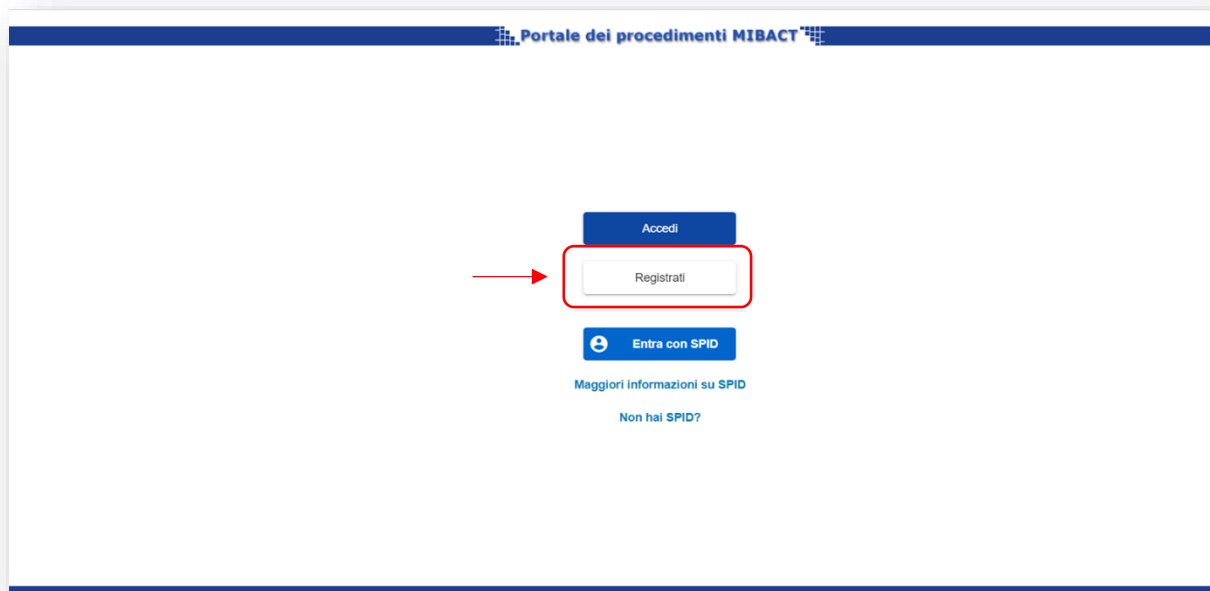 Portale dei procedimenti MIBACT
Accedi
Registrati
Entra con SPID
Maggiori informazioni su SPID
Non hai SPID?